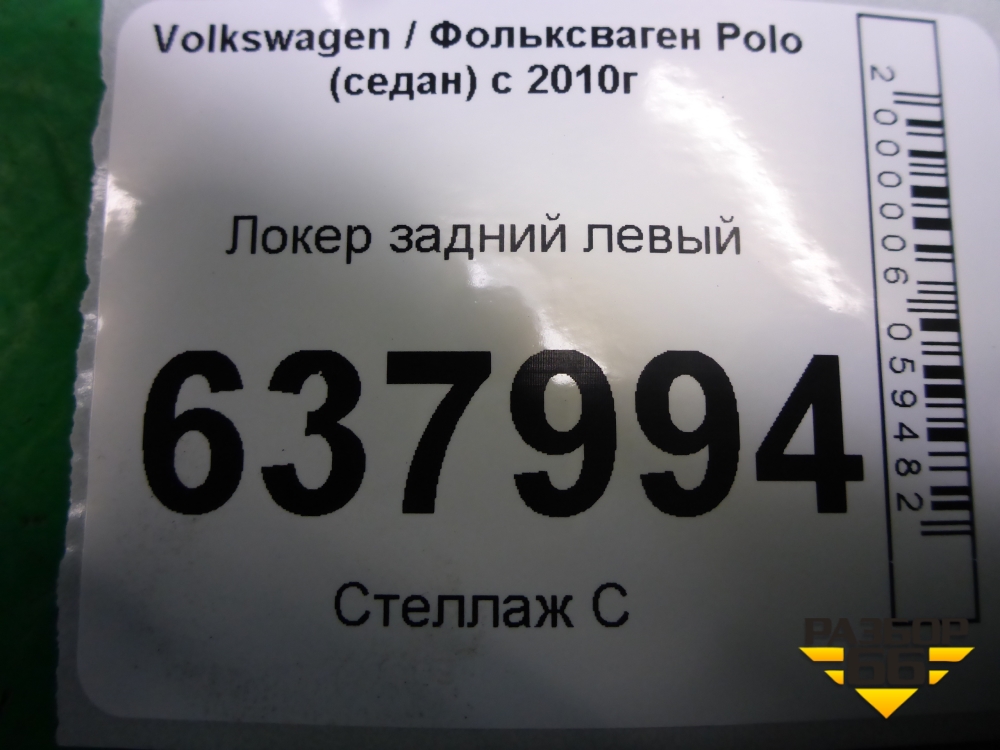 Volkswagen / Фольксваген Polo
(седан) с 2010г
Локер задний левый
637994
Стеллаж С
2000006059482
РАЗБОР
66